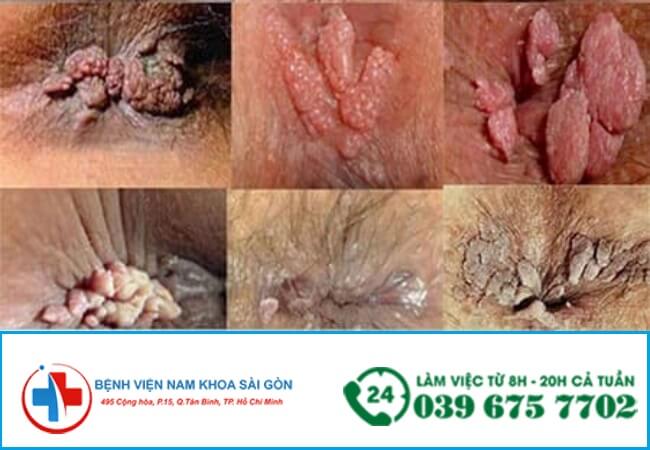 BỆNH VIỆN NAM KHOA SÀI GÒN
495 Cộng hòa, P.15, Q.Tân Bình, TP. Hồ Chí Minh
24
LÀM VIỆC TỪ 8H - 20H CẢ TUẦN
039 675 7702